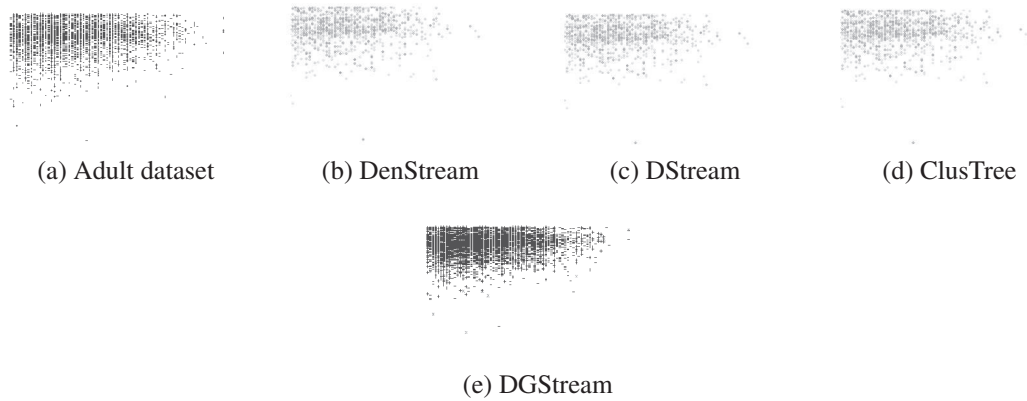 (a) Adult dataset (b) DenStream (c) DStream (d) ClusTree
(e) DGStream